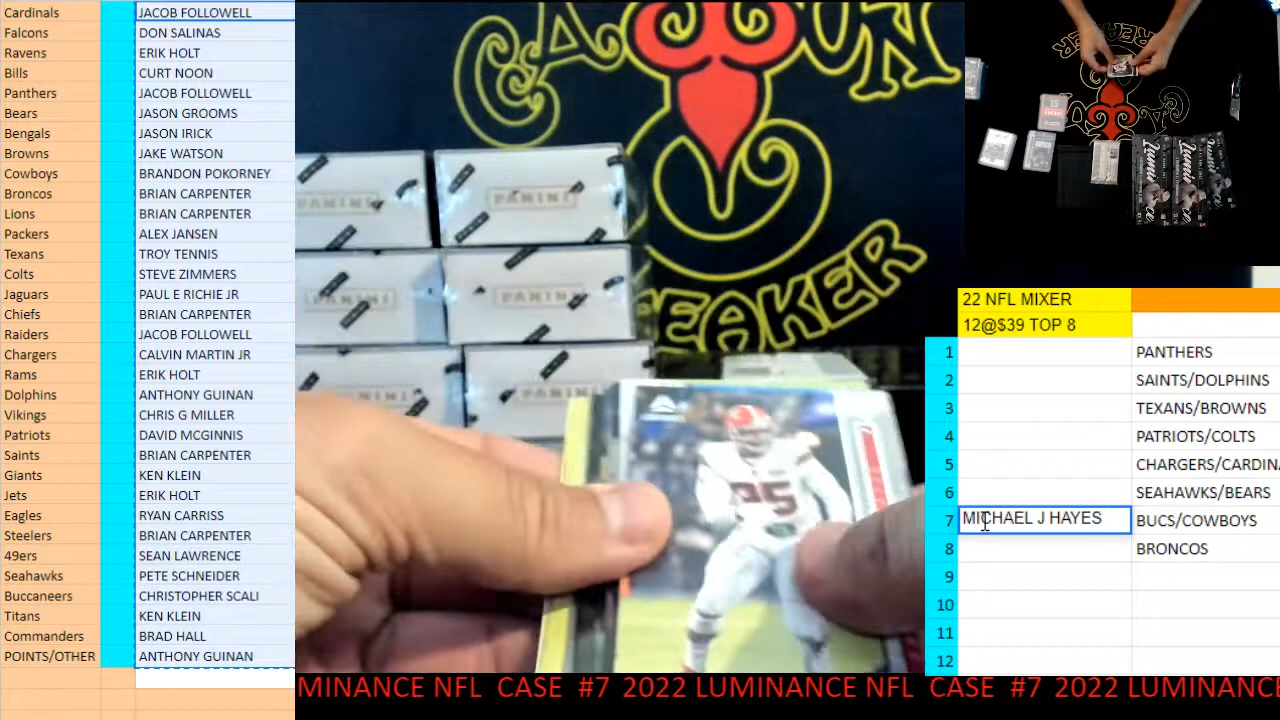 Cardinals JACOB FOLLOWELL
Falcons DON SALINAS
Ravens ERIK HOLT
Bills CURT NOON
Panthers JACOB FOLLOWELL
Bears JASON GROOMS
Bengals JASON IRICK
Browns JAKE WATSON
Cowboys BRANDON POKORNEY
Broncos BRIAN CARPENTER
Lions BRIAN CARPENTER
Packers ALEX JANSEN
Texans TROY TENNIS
Colts STEVE ZIMMERS
Jaguars PAUL E RICHIE JR
Chiefs BRIAN CARPENTER
Raiders JACOB FOLLOWELL
Chargers CALVIN MARTIN JR
Rams ERIK HOLT
Dolphins ANTHONY GUINAN
Vikings CHRIS G MILLER
Patriots DAVID MCGINNIS
Saints BRIAN CARPENTER
Giants KEN KLEIN
Jets ERIK HOLT
Eagles RYAN CARRISS
Steelers BRIAN CARPENTER
49ers SEAN LAWRENCE
Seahawks PETE SCHNEIDER
Buccaneers CHRISTOPHER SCALI
Titans KEN KLEIN
Commanders BRAD HALL
POINTS/OTHER ANTHONY GUINAN
PANINI
PANINI
PANINI
PANINI
EAKER
95
22 NFL MIXER
12@$39 TOP 8
1 PANTHERS
2 SAINTS/DOLPHINS
3 TEXANS/BROWNS
4 PATRIOTS/COLTS
5 CHARGERS/CARDINA
6 SEAHAWKS/BEARS
7 MICHAEL J HAYES BUCS/COWBOYS
8 BRONCOS
9
10
11
12
MINANCE NFL CASE #7 2022 LUMINANCE NFL CASE #7 2022 LUMINANCE